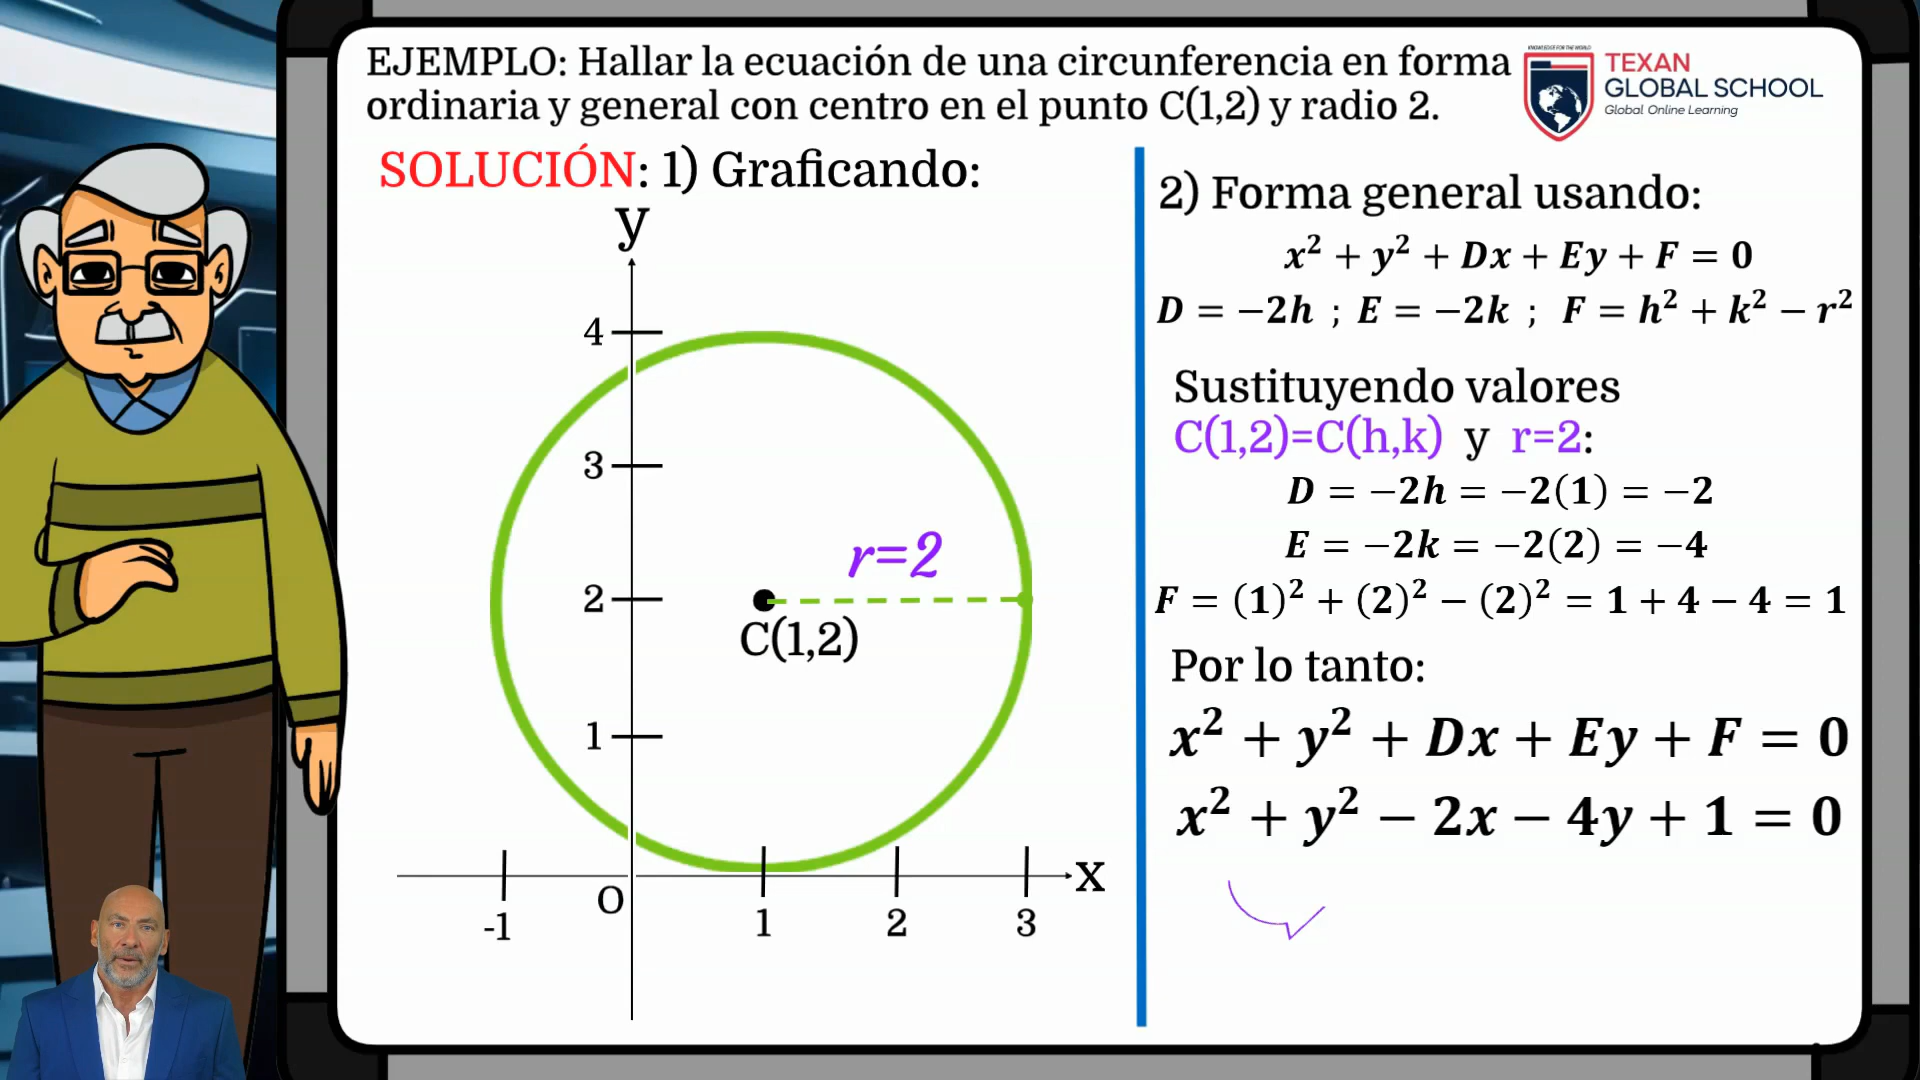 EJEMPLO: Hallar la ecuación de una circunferencia en forma
ordinaria y general con centro en el punto C(1,2) y radio 2.
KNOWLEDGE FOR THE WORLD
TEXAN
GLOBAL SCHOOL
Global Online Learning
SOLUCIÓN: 1) Graficando:
y
4
3
2
1
r=2
C(1,2)
O
x
-1
1
2
3
2) Forma general usando:
x² + y² + Dx + Ey + F = 0
D = −2h ; E = −2k ; F = h² + k² − r²
Sustituyendo valores
C(1,2)=C(h,k) y r=2:
D = −2h = −2(1) = −2
E = −2k = −2(2) = −4
F = (1)² + (2)² − (2)² = 1 + 4 − 4 = 1
Por lo tanto:
x² + y² + Dx + Ey + F = 0
x² + y² − 2x − 4y + 1 = 0